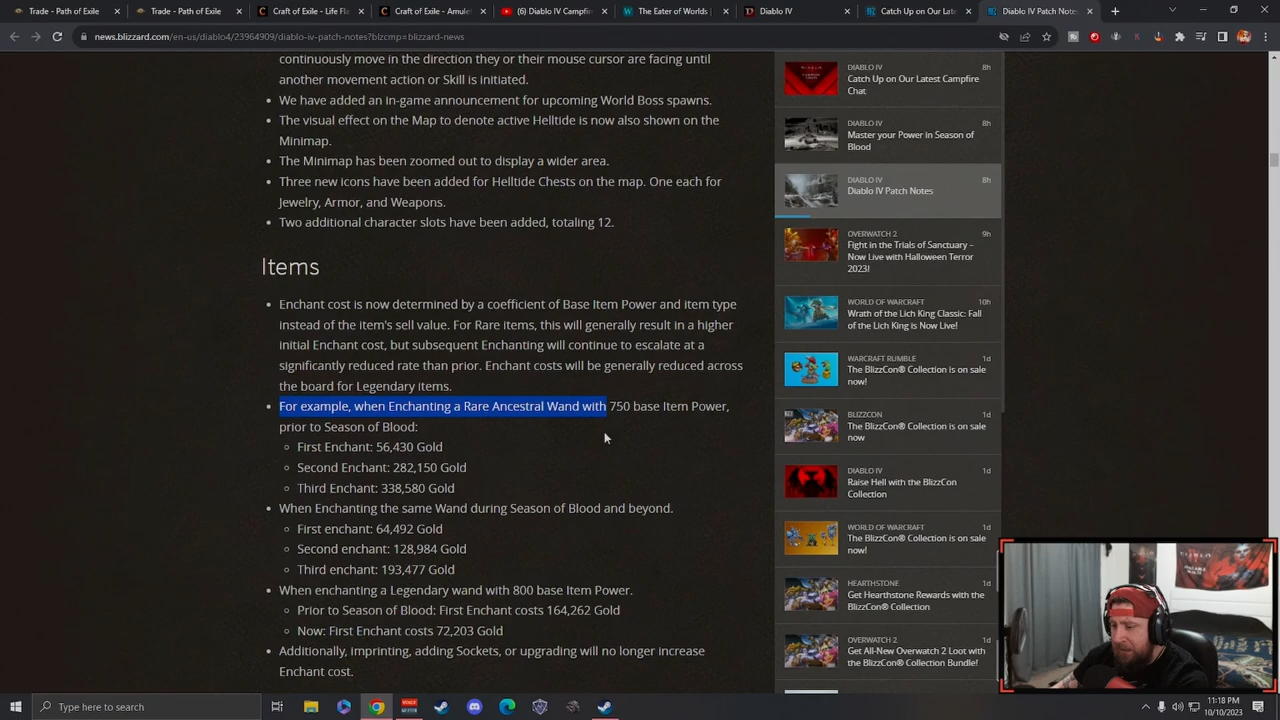 Trade - Path of Exile
Trade - Path of Exile
Craft of Exile - Life Fla
Craft of Exile - Amule
(6) Diablo IV Campfir
The Eater of Worlds
Diablo IV
Catch Up on Our Late
Diablo IV Patch Notes
news.blizzard.com/en-us/diablo4/23964909/diablo-iv-patch-notes?blzcmp=blizzard-news
continuously move in the direction they or their mouse cursor are facing until
another movement action or Skill is initiated.
We have added an in-game announcement for upcoming World Boss spawns.
The visual effect on the Map to denote active Helltide is now also shown on the
Minimap.
The Minimap has been zoomed out to display a wider area.
Three new icons have been added for Helltide Chests on the map. One each for
Jewelry, Armor, and Weapons.
Two additional character slots have been added, totaling 12.
Items
Enchant cost is now determined by a coefficient of Base Item Power and item type
instead of the item's sell value. For Rare items, this will generally result in a higher
initial Enchant cost, but subsequent Enchanting will continue to escalate at a
significantly reduced rate than prior. Enchant costs will be generally reduced across
the board for Legendary items.
For example, when Enchanting a Rare Ancestral Wand with 750 base Item Power,
prior to Season of Blood:
First Enchant: 56,430 Gold
Second Enchant: 282,150 Gold
Third Enchant: 338,580 Gold
When Enchanting the same Wand during Season of Blood and beyond.
First enchant: 64,492 Gold
Second enchant: 128,984 Gold
Third enchant: 193,477 Gold
When enchanting a Legendary wand with 800 base Item Power.
Prior to Season of Blood: First Enchant costs 164,262 Gold
Now: First Enchant costs 72,203 Gold
Additionally, imprinting, adding Sockets, or upgrading will no longer increase
Enchant cost.
DIABLO IV 8h
Catch Up on Our Latest Campfire
Chat
DIABLO IV 8h
Master your Power in Season of
Blood
DIABLO IV 8h
Diablo IV Patch Notes
OVERWATCH 2 9h
Fight in the Trials of Sanctuary –
Now Live with Halloween Terror
2023!
WORLD OF WARCRAFT 10h
Wrath of the Lich King Classic: Fall
of the Lich King is Now Live!
WARCRAFT RUMBLE 1d
The BlizzCon® Collection is on sale
now!
BLIZZCON 1d
The BlizzCon® Collection is on sale
now
DIABLO IV 1d
Raise Hell with the BlizzCon
Collection
WORLD OF WARCRAFT 1d
The BlizzCon® Collection is on sale
now!
HEARTHSTONE 1d
Get Hearthstone Rewards with the
BlizzCon® Collection
OVERWATCH 2 1d
Get All-New Overwatch 2 Loot with
the BlizzCon® Collection Bundle!
Type here to search
11:18 PM
10/10/2023